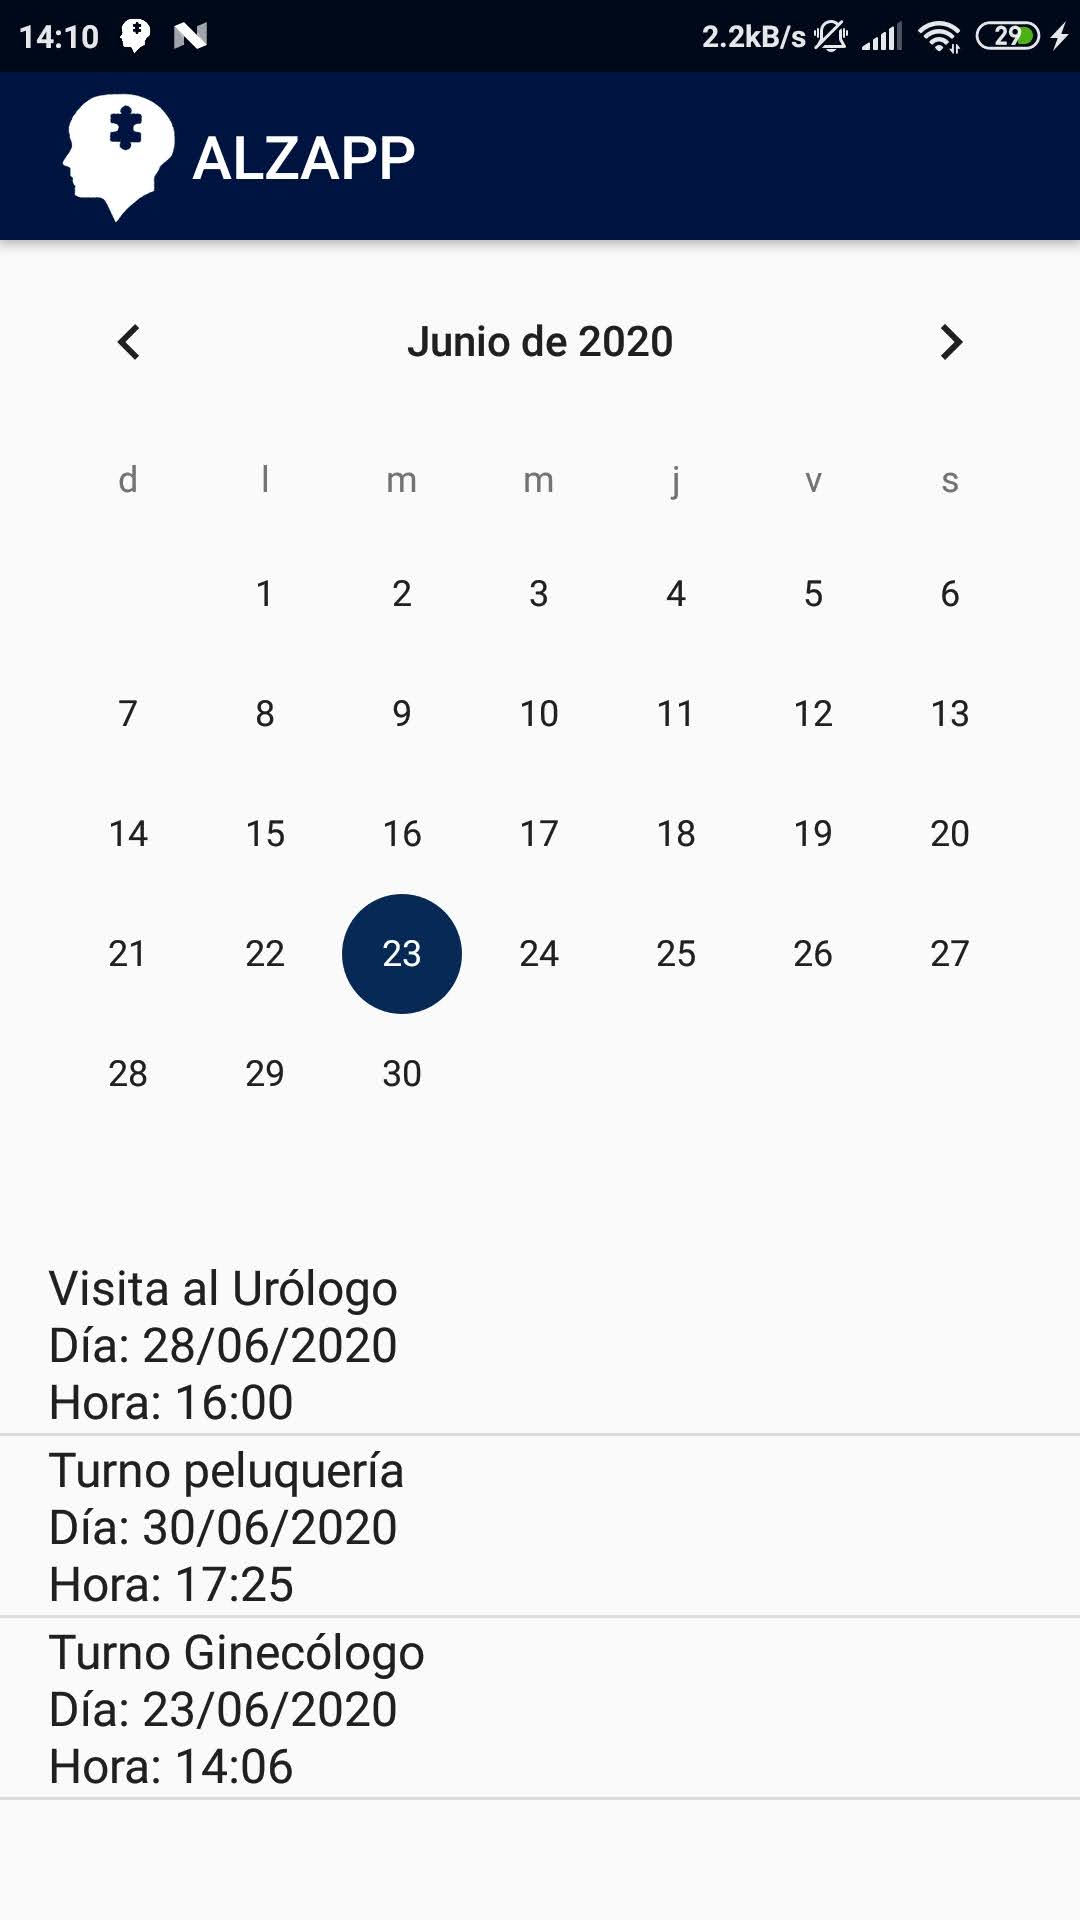 14:10 2.2kB/s 29
ALZAPP
Junio de 2020
d l m m j v s
1 2 3 4 5 6
7 8 9 10 11 12 13
14 15 16 17 18 19 20
21 22 23 24 25 26 27
28 29 30
Visita al Urólogo
Día: 28/06/2020
Hora: 16:00
Turno peluquería
Día: 30/06/2020
Hora: 17:25
Turno Ginecólogo
Día: 23/06/2020
Hora: 14:06